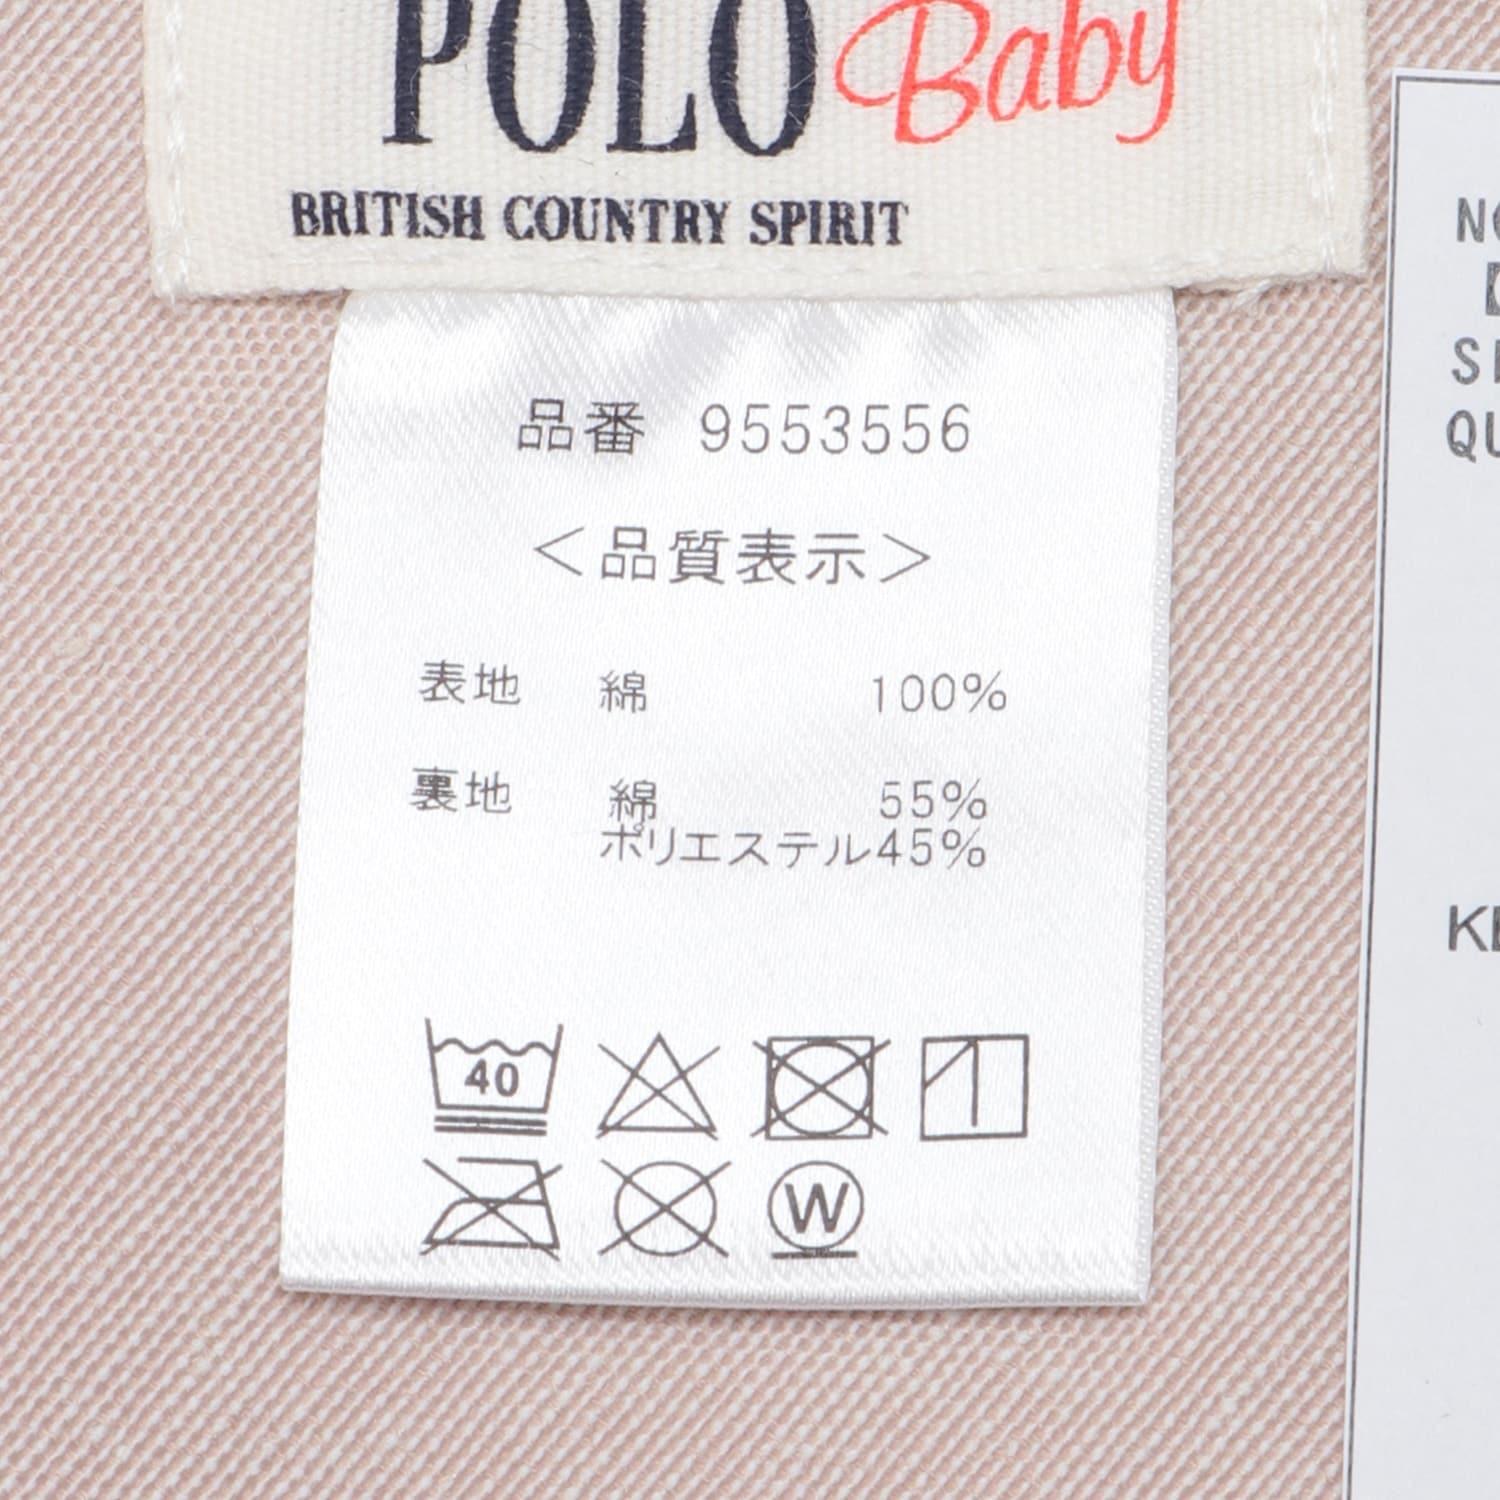 POLO Baby
BRITISH COUNTRY SPIRIT
品番 9553556
＜品質表示＞
表地 綿 100%
裏地 綿 55%
ポリエステル45%
40
W
QU